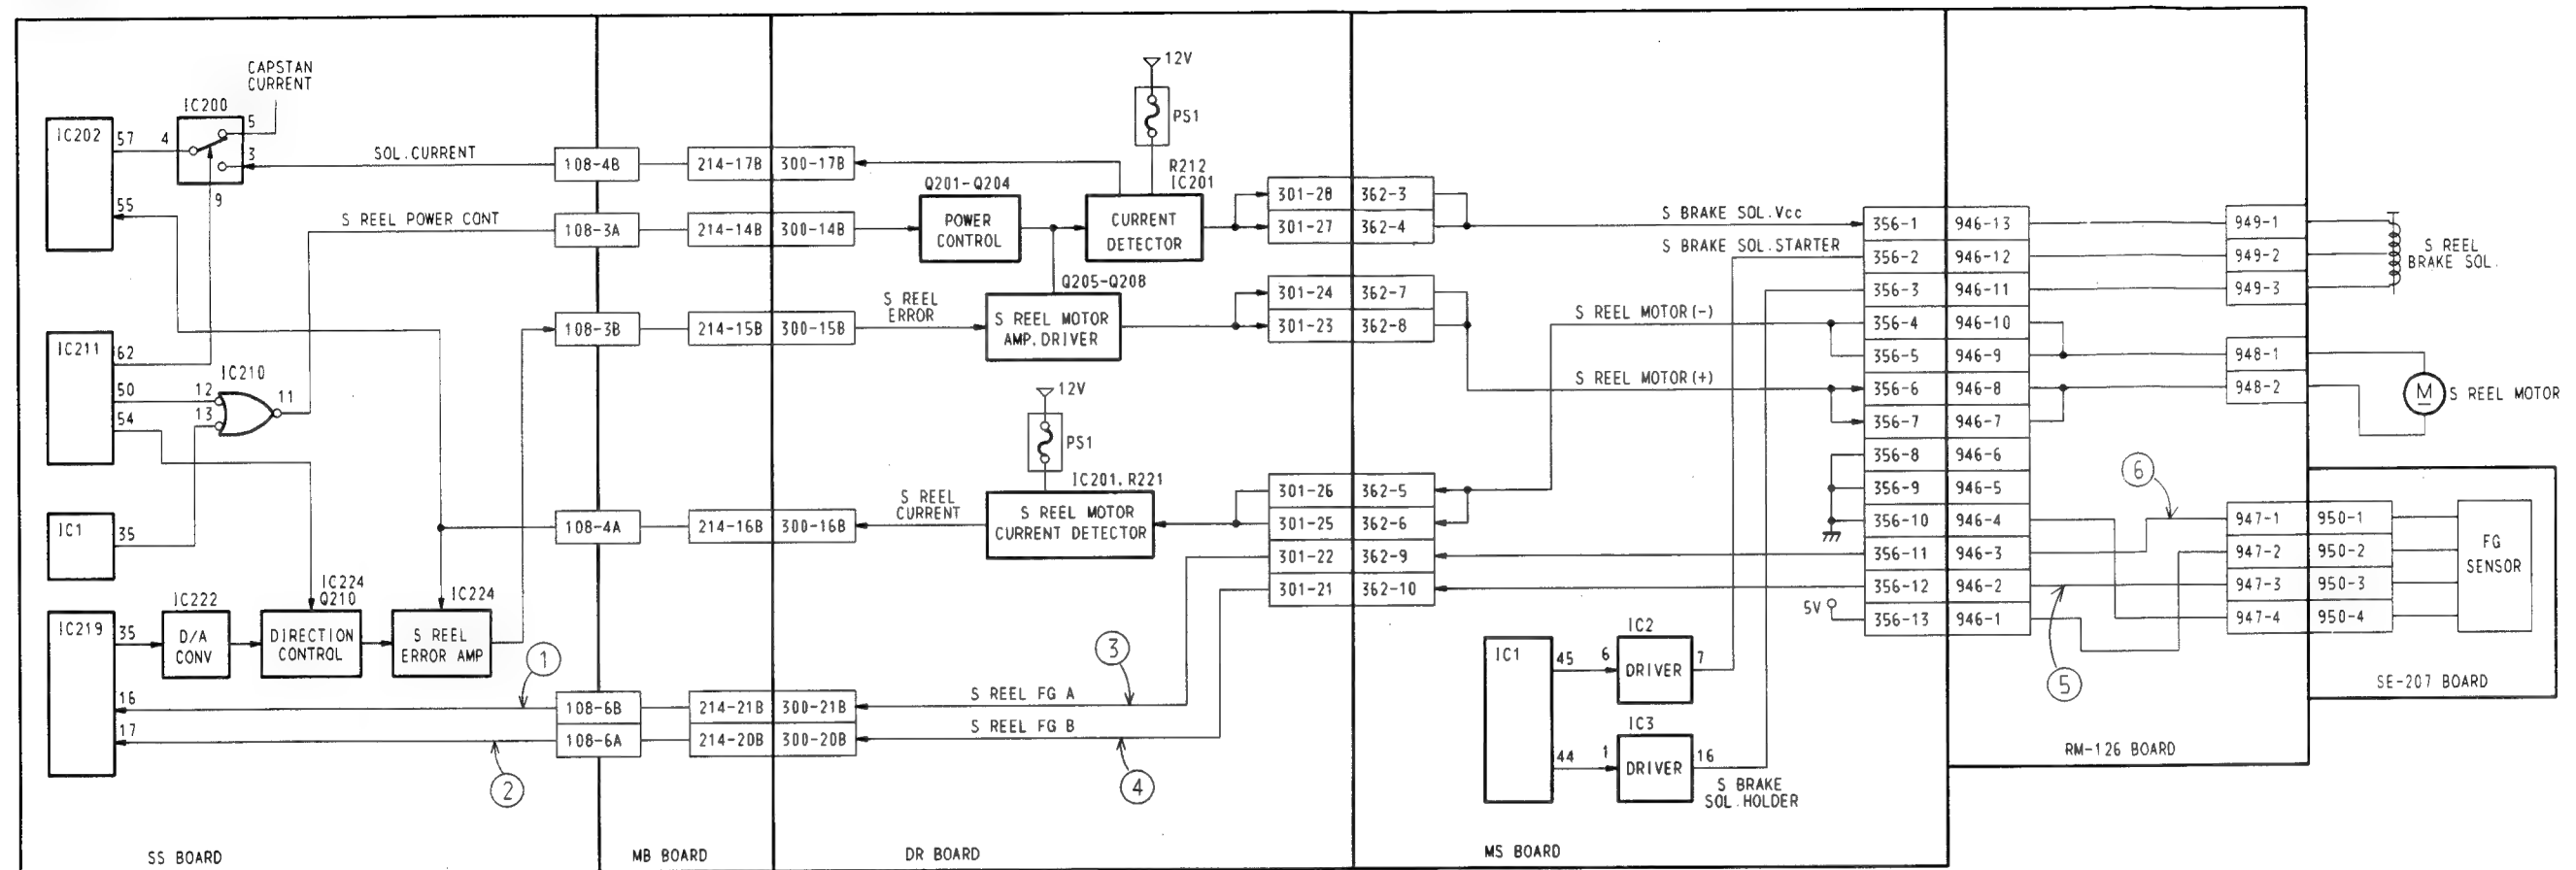 CAPSTAN
CURRENT
IC200
5
4
3
9
IC202
57
55
SOL.CURRENT
S REEL POWER CONT
IC211
62
50
54
IC210
12
13
11
IC1
35
IC219
35
16
17
IC222
D/A
CONV
IC224
Q210
DIRECTION
CONTROL
IC224
S REEL
ERROR AMP
1
2
108-4B
108-3A
108-3B
108-4A
108-6B
108-6A
SS BOARD
214-17B
214-14B
214-15B
214-16B
214-21B
214-20B
MB BOARD
300-17B
300-14B
300-15B
300-16B
300-21B
300-20B
12V
PS1
R212
IC201
Q201-Q204
POWER
CONTROL
CURRENT
DETECTOR
Q205-Q208
S REEL
ERROR
S REEL MOTOR
AMP.DRIVER
12V
PS1
IC201.R221
S REEL
CURRENT
S REEL MOTOR
CURRENT DETECTOR
3
S REEL FG A
S REEL FG B
4
301-28
301-27
301-24
301-23
301-26
301-25
301-22
301-21
DR BOARD
362-3
362-4
362-7
362-8
362-5
362-6
362-9
362-10
S BRAKE SOL.Vcc
S BRAKE SOL.STARTER
S REEL MOTOR(-)
S REEL MOTOR(+)
5V
IC1
45
44
IC2
6
DRIVER
7
IC3
1
DRIVER
16
S BRAKE
SOL.HOLDER
MS BOARD
356-1
356-2
356-3
356-4
356-5
356-6
356-7
356-8
356-9
356-10
356-11
356-12
356-13
946-13
946-12
946-11
946-10
946-9
946-8
946-7
946-6
946-5
946-4
946-3
946-2
946-1
6
5
949-1
949-2
949-3
948-1
948-2
947-1
947-2
947-3
947-4
RM-126 BOARD
S REEL
BRAKE SOL.
M
S REEL MOTOR
950-1
950-2
950-3
950-4
FG
SENSOR
SE-207 BOARD